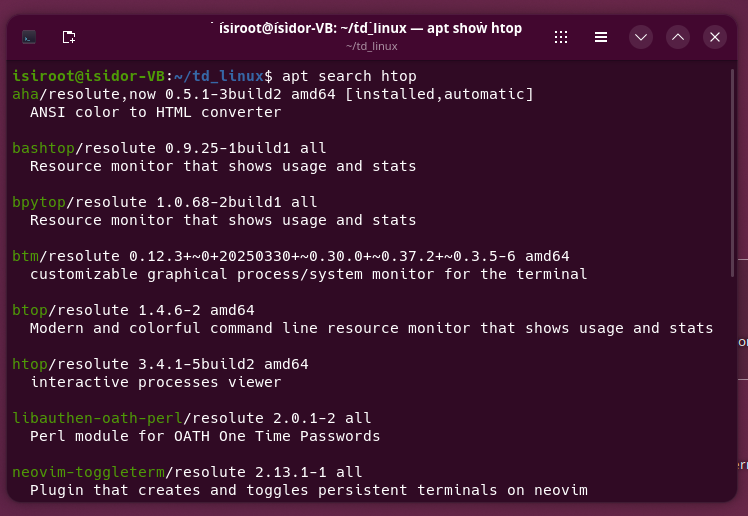 isiroot@isidor-VB: ~/td_linux — apt show htop
~/td_linux
isiroot@isidor-VB:~/td_linux$ apt search htop
aha/resolute,now 0.5.1-3build2 amd64 [installed,automatic]
ANSI color to HTML converter
bashtop/resolute 0.9.25-1build1 all
Resource monitor that shows usage and stats
bpytop/resolute 1.0.68-2build1 all
Resource monitor that shows usage and stats
btm/resolute 0.12.3+~0+20250330+~0.30.0+~0.37.2+~0.3.5-6 amd64
customizable graphical process/system monitor for the terminal
btop/resolute 1.4.6-2 amd64
Modern and colorful command line resource monitor that shows usage and stats
htop/resolute 3.4.1-5build2 amd64
interactive processes viewer
libauthen-oath-perl/resolute 2.0.1-2 all
Perl module for OATH One Time Passwords
neovim-toggleterm/resolute 2.13.1-1 all
Plugin that creates and toggles persistent terminals on neovim